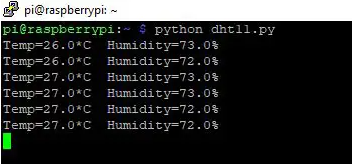 pi@raspberrypi: ~
pi@raspberrypi:~ $ python dht11.py
Temp=26.0*C  Humidity=73.0%
Temp=26.0*C  Humidity=72.0%
Temp=27.0*C  Humidity=73.0%
Temp=27.0*C  Humidity=72.0%
Temp=27.0*C  Humidity=72.0%
Temp=27.0*C  Humidity=72.0%